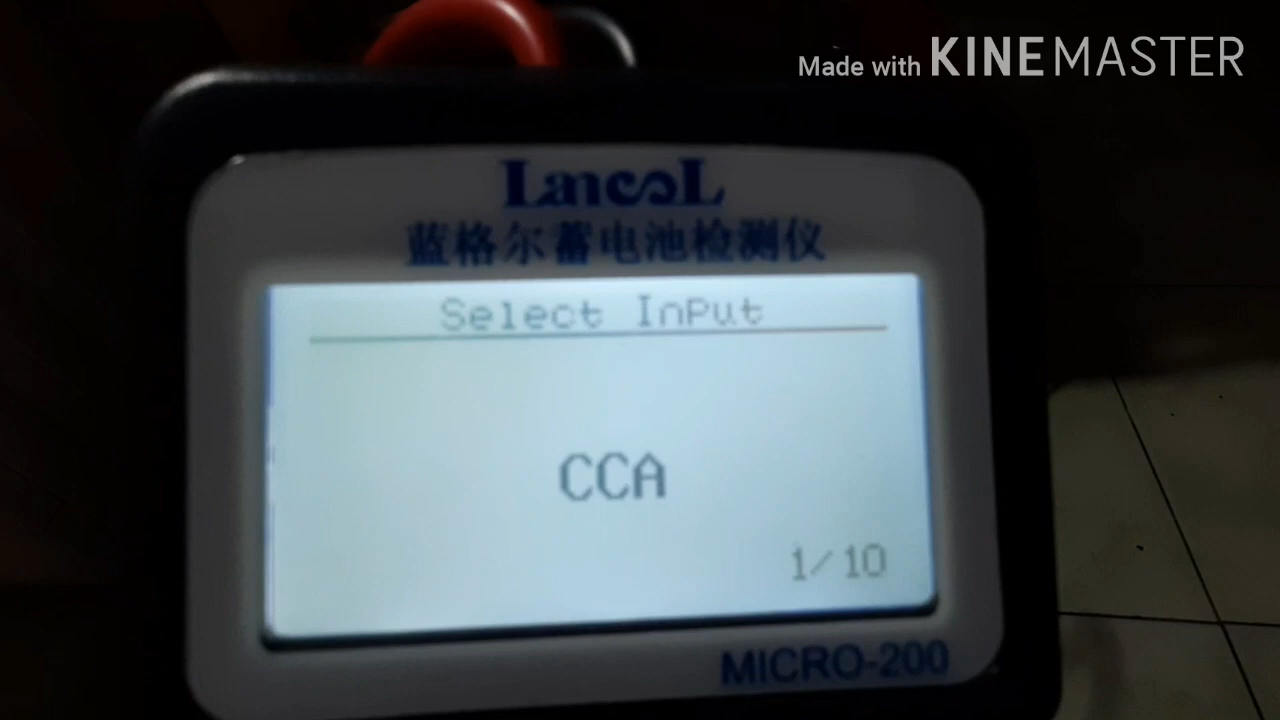 Made with KINEMASTER
Lancol
蓝格尔蓄电池检测仪
Select InPut
CCA
1/10
MICRO-200